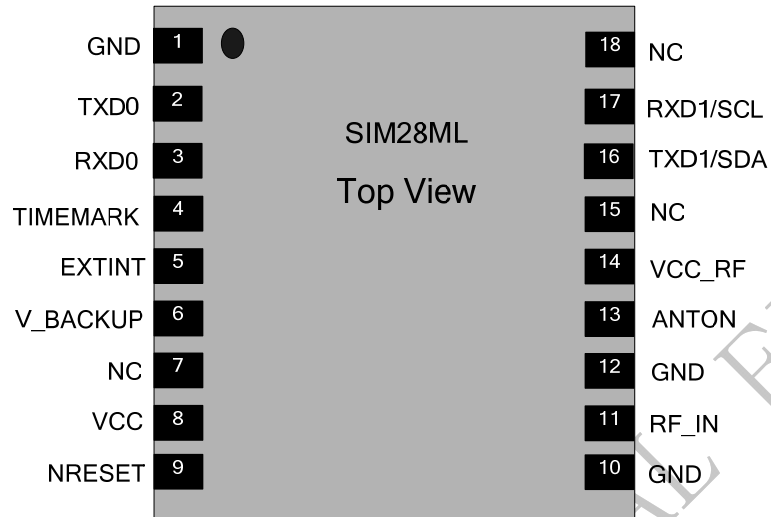 GND 1
TXD0 2
RXD0 3
TIMEMARK 4
EXTINT 5
V_BACKUP 6
NC 7
VCC 8
NRESET 9
SIM28ML
Top View
18 NC
17 RXD1/SCL
16 TXD1/SDA
15 NC
14 VCC_RF
13 ANTON
12 GND
11 RF_IN
10 GND